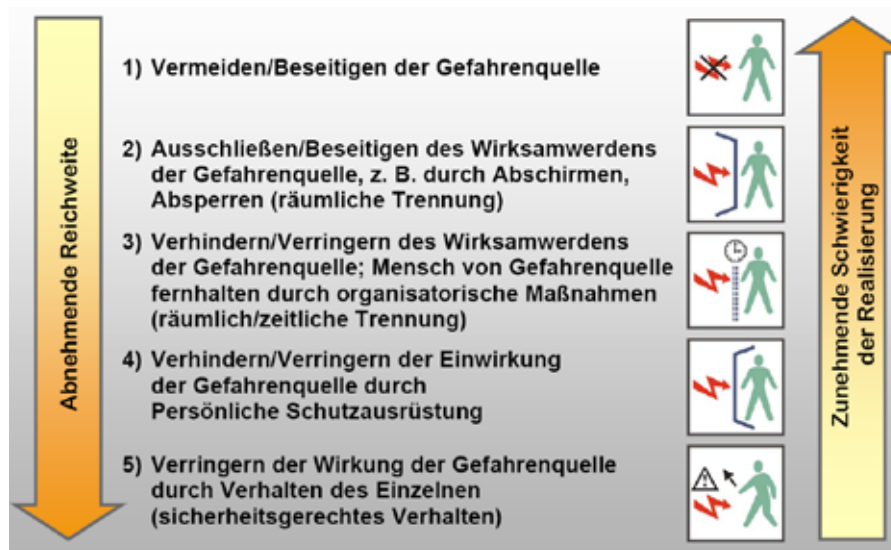 Abnehmende Reichweite
1) Vermeiden/Beseitigen der Gefahrenquelle
2) Ausschließen/Beseitigen des Wirksamwerdens
der Gefahrenquelle, z. B. durch Abschirmen,
Absperren (räumliche Trennung)
3) Verhindern/Verringern des Wirksamwerdens
der Gefahrenquelle; Mensch von Gefahrenquelle
fernhalten durch organisatorische Maßnahmen
(räumlich/zeitliche Trennung)
4) Verhindern/Verringern der Einwirkung
der Gefahrenquelle durch
Persönliche Schutzausrüstung
5) Verringern der Wirkung der Gefahrenquelle
durch Verhalten des Einzelnen
(sicherheitsgerechtes Verhalten)
Zunehmende Schwierigkeit
der Realisierung